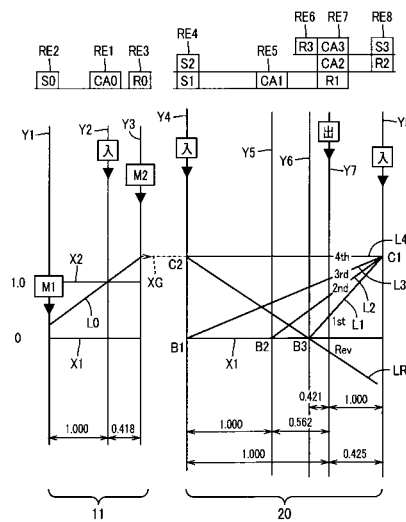 RE6 RE7 RE8
RE4 R3 CA3 S3
RE2 RE1 RE3 S2 RE5 CA2 R2
S0 CA0 R0 S1 CA1 R1
Y1 Y2 Y3 Y4 Y5 Y6 Y7
入 M2 入 出 入
C2 4th C1 L4
3rd L3
2nd L2
1.0 M1 X2 XG 1st L1
L0
0 X1 B1 X1 B2 B3 Rev LR
0.421 1.000
1.000 0.418 1.000 0.562
1.000 0.425
11 20